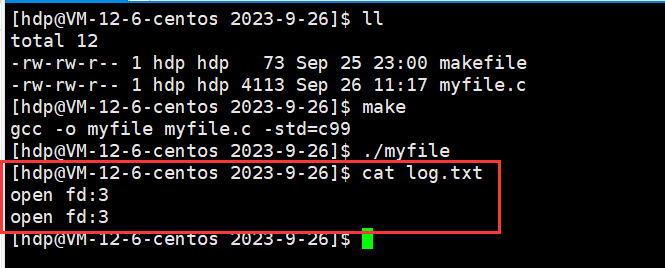 [hdp@VM-12-6-centos 2023-9-26]$ ll
total 12
-rw-rw-r-- 1 hdp hdp   73 Sep 25 23:00 makefile
-rw-rw-r-- 1 hdp hdp 4113 Sep 26 11:17 myfile.c
[hdp@VM-12-6-centos 2023-9-26]$ make
gcc -o myfile myfile.c -std=c99
[hdp@VM-12-6-centos 2023-9-26]$ ./myfile
[hdp@VM-12-6-centos 2023-9-26]$ cat log.txt
open fd:3
open fd:3
[hdp@VM-12-6-centos 2023-9-26]$